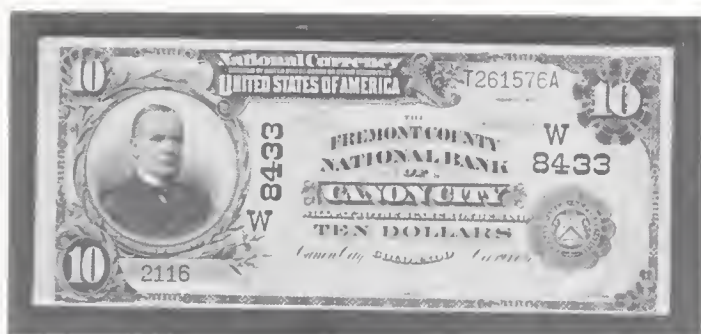 10
National Currency
UNITED STATES OF AMERICA
T261576A
10
THE
FREMONT COUNTY
NATIONAL BANK
OF
CANON CITY
W
8433
W 8433
TEN DOLLARS
10
2116